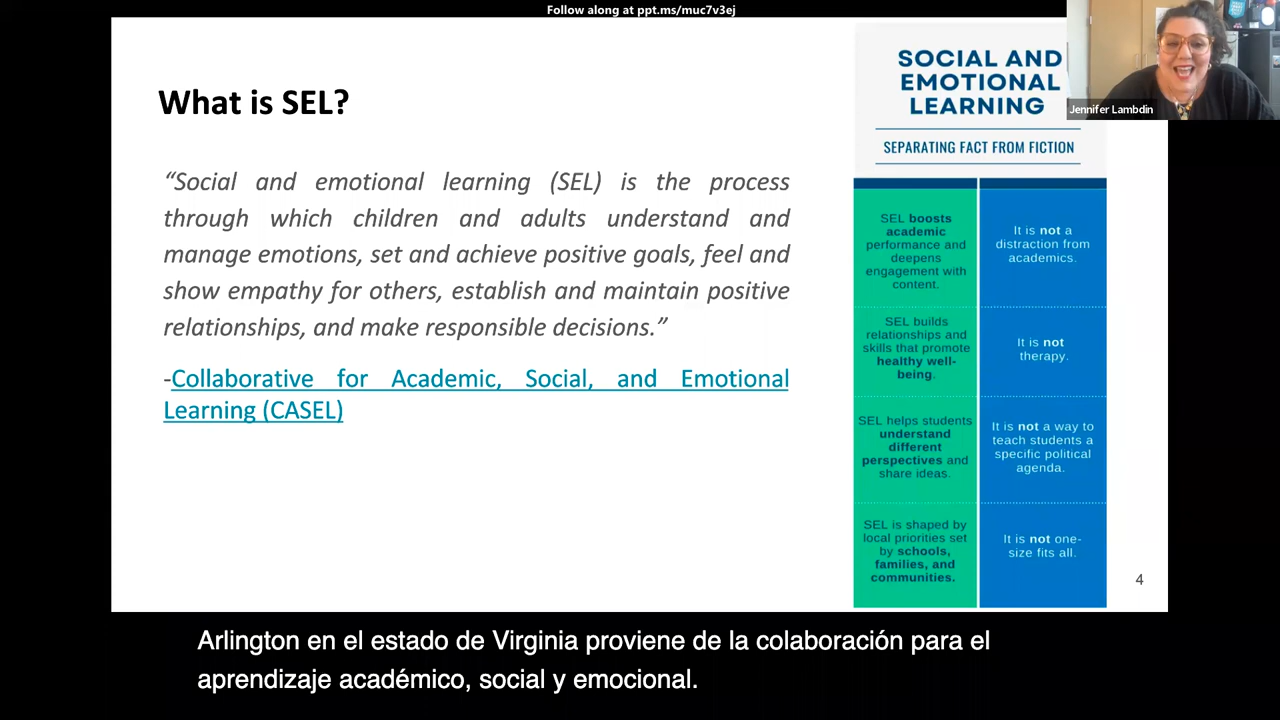 Follow along at ppt.ms/muc7v3ej
What is SEL?
“Social and emotional learning (SEL) is the process
through which children and adults understand and
manage emotions, set and achieve positive goals, feel and
show empathy for others, establish and maintain positive
relationships, and make responsible decisions.”
-Collaborative for Academic, Social, and Emotional
Learning (CASEL)
SOCIAL AND
EMOTIONAL
LEARNING
SEPARATING FACT FROM FICTION
SEL boosts
academic
performance and
deepens
engagement with
content.
It is not a
distraction from
academics.
SEL builds
relationships and
skills that promote
healthy well-
being.
It is not
therapy.
SEL helps students
understand
different
perspectives and
share ideas.
It is not a way to
teach students a
specific political
agenda.
SEL is shaped by
local priorities set
by schools,
families, and
communities.
It is not one-
size fits all.
4
Jennifer Lambdin
Arlington en el estado de Virginia proviene de la colaboración para el
aprendizaje académico, social y emocional.